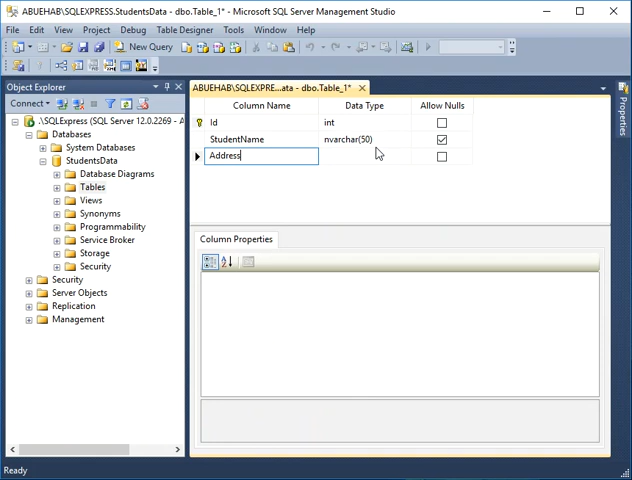 ABUEHAB\SQLEXPRESS.StudentsData - dbo.Table_1* - Microsoft SQL Server Management Studio
File Edit View Project Debug Table Designer Tools Window Help
New Query
Object Explorer
Connect
.\SQLExpress (SQL Server 12.0.2269 - A
Databases
System Databases
StudentsData
Database Diagrams
Tables
Views
Synonyms
Programmability
Service Broker
Storage
Security
Security
Server Objects
Replication
Management
ABUEHAB\SQLEXPRE...ata - dbo.Table_1*
Column Name Data Type Allow Nulls
Id int
StudentName nvarchar(50)
Address
Column Properties
Properties
Ready